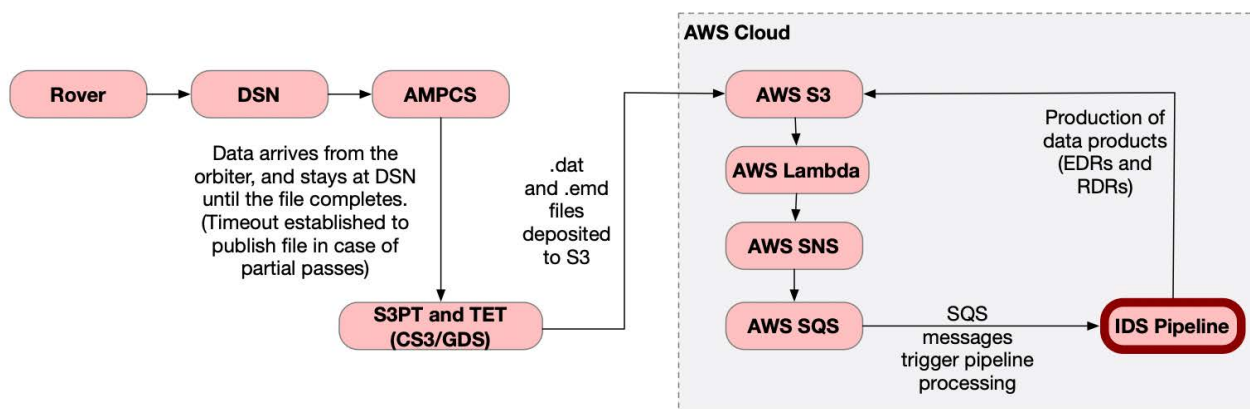 AWS Cloud
Rover
DSN
AMPCS
Data arrives from the
orbiter, and stays at DSN
until the file completes.
(Timeout established to
publish file in case of
partial passes)
S3PT and TET
(CS3/GDS)
.dat
and .emd
files
deposited
to S3
AWS S3
AWS Lambda
AWS SNS
AWS SQS
SQS
messages
trigger pipeline
processing
IDS Pipeline
Production of
data products
(EDRs and
RDRs)